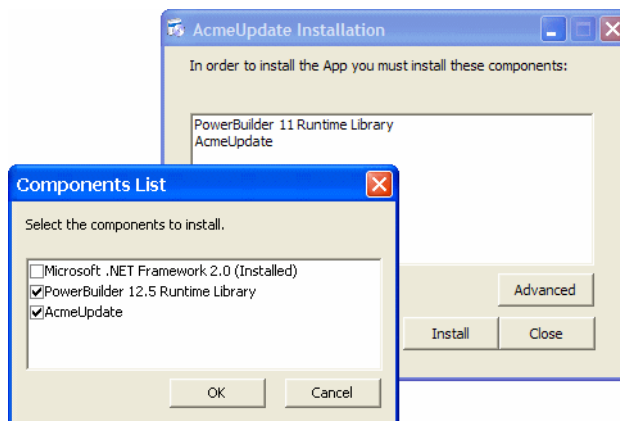 AcmeUpdate Installation
In order to install the App you must install these components:
PowerBuilder 11 Runtime Library
AcmeUpdate
Advanced
Install
Close
Components List
Select the components to install.
Microsoft .NET Framework 2.0 (Installed)
PowerBuilder 12.5 Runtime Library
AcmeUpdate
OK
Cancel